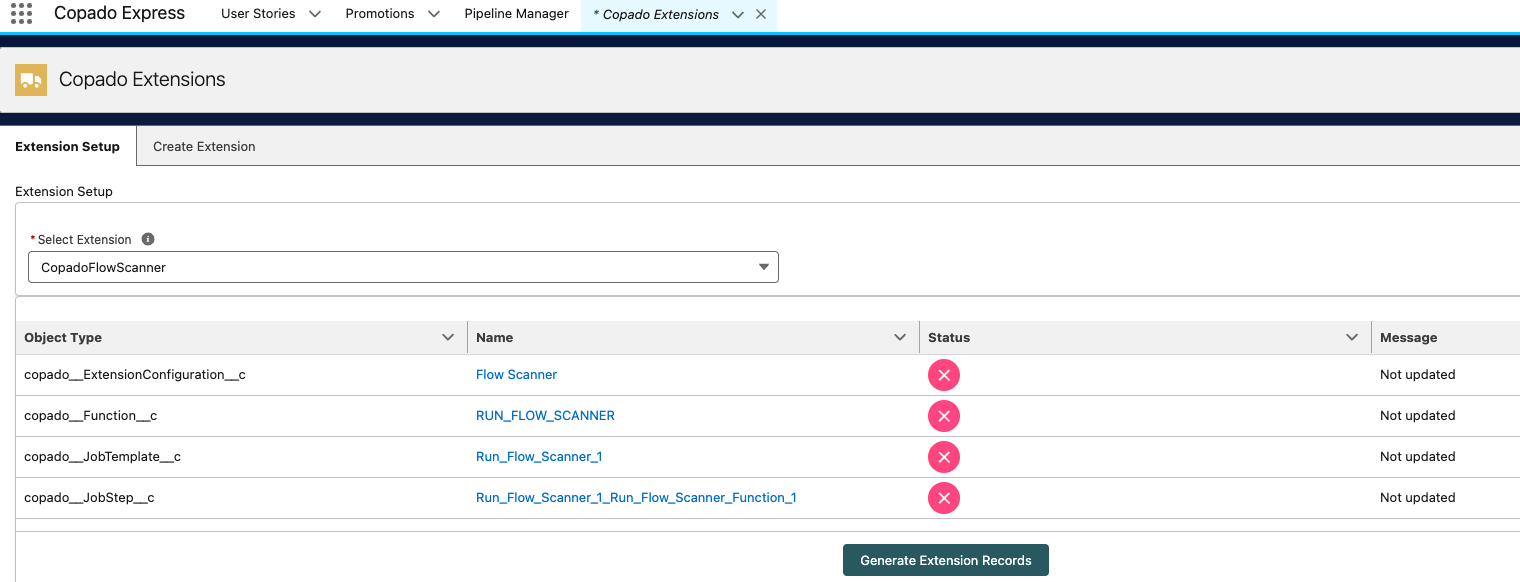 Copado Express User Stories Promotions Pipeline Manager * Copado Extensions
Copado Extensions
Extension Setup Create Extension
Extension Setup
* Select Extension
CopadoFlowScanner
Object Type Name Status Message
copado__ExtensionConfiguration__c Flow Scanner Not updated
copado__Function__c RUN_FLOW_SCANNER Not updated
copado__JobTemplate__c Run_Flow_Scanner_1 Not updated
copado__JobStep__c Run_Flow_Scanner_1_Run_Flow_Scanner_Function_1 Not updated
Generate Extension Records